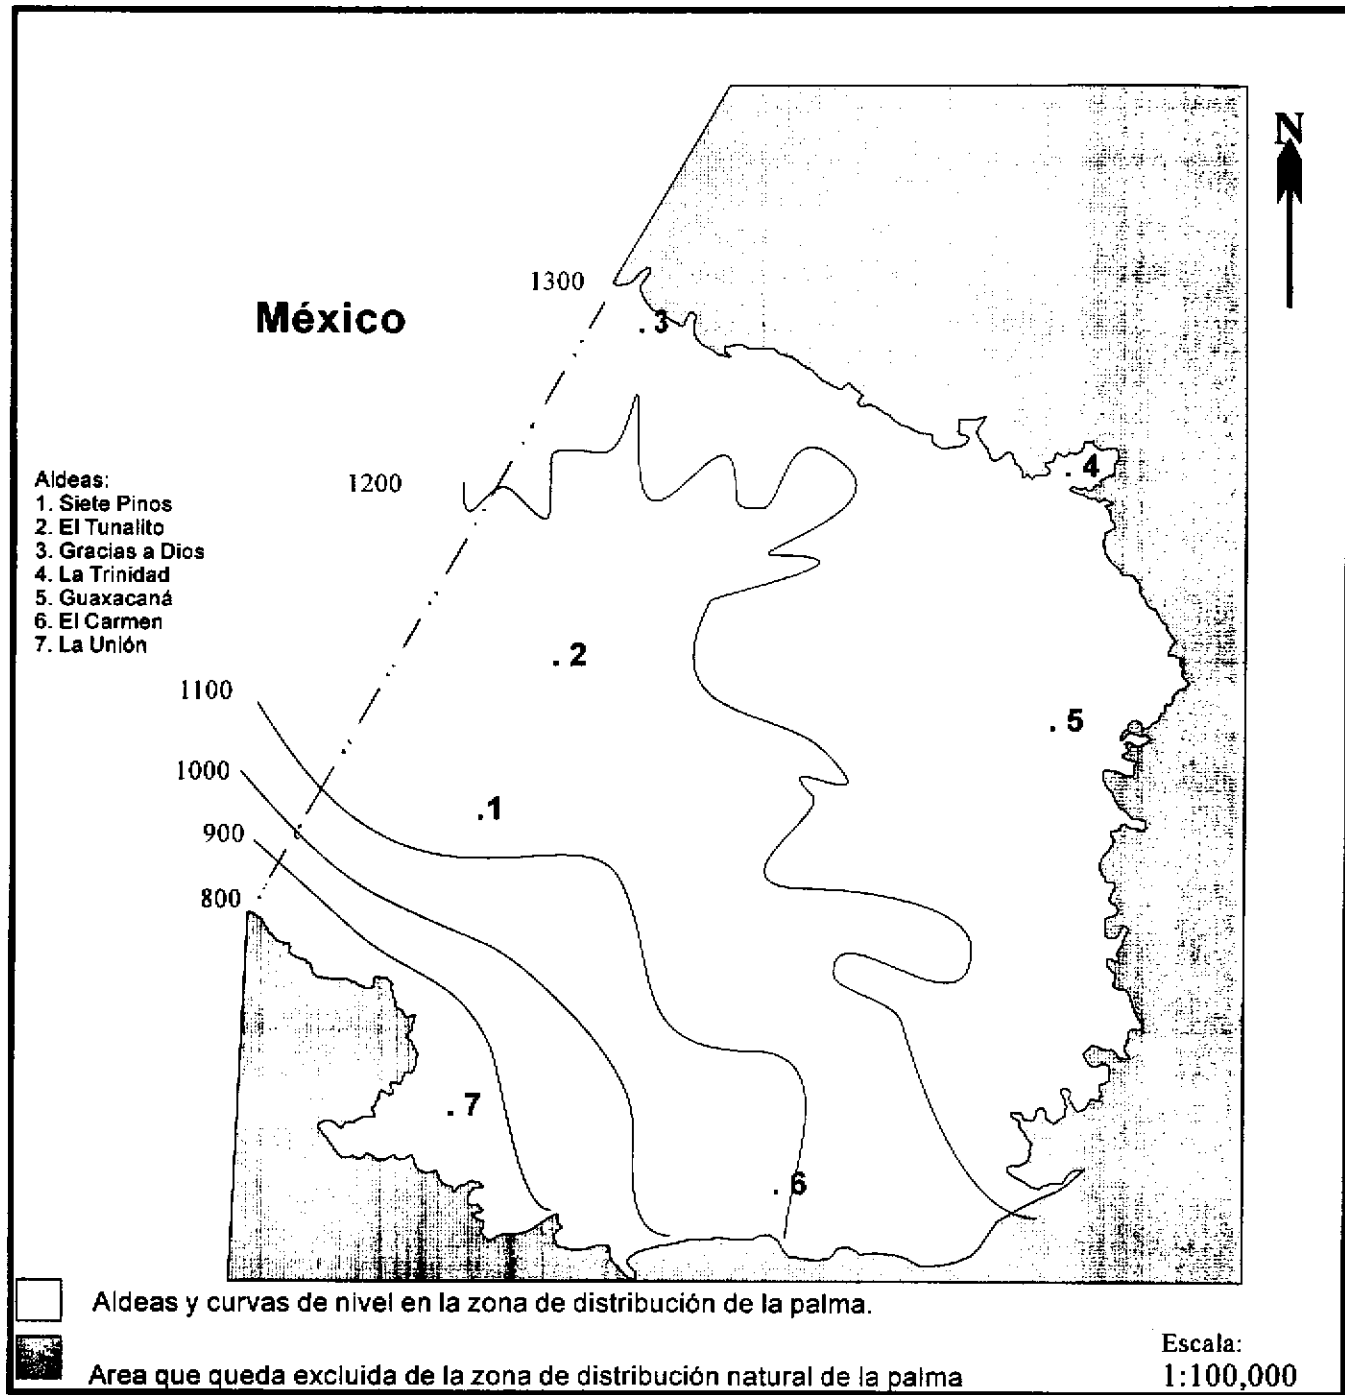 N
1300
México
. 3
Aldeas:
1. Siete Pinos
2. El Tunalito
3. Gracias a Dios
4. La Trinidad
5. Guaxacaná
6. El Carmen
7. La Unión
1200
. 4
. 2
1100
. 5
1000
.1
900
800
. 7
. 6
Aldeas y curvas de nivel en la zona de distribución de la palma.
Area que queda excluida de la zona de distribución natural de la palma
Escala:
1:100,000